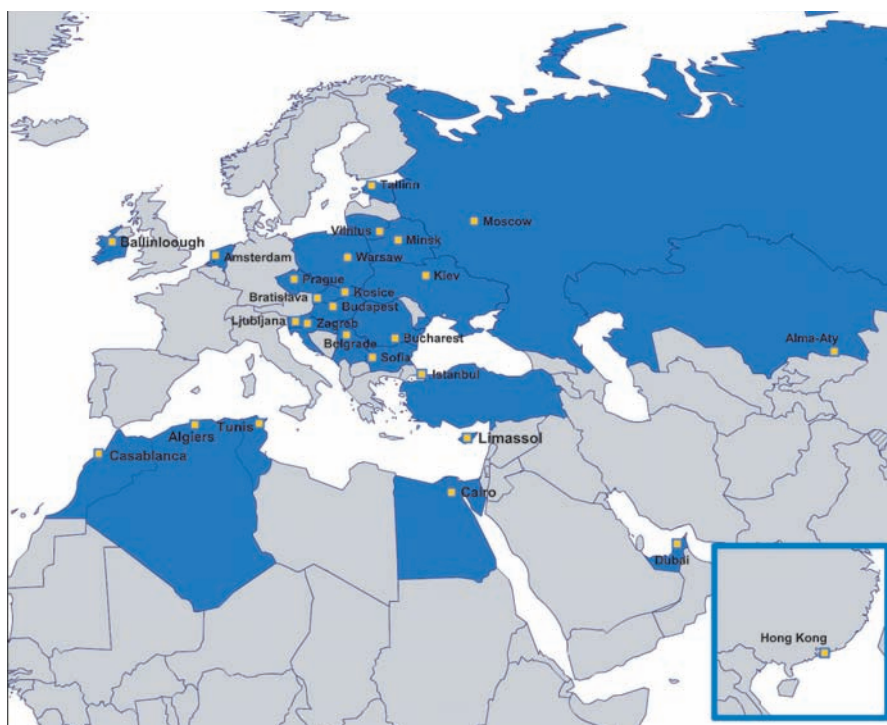 Tallinn
Moscow
Vilnius
Minsk
Ballinloough
Amsterdam
Warsaw
Kiev
Prague
Kosice
Bratislava
Budapest
Ljubljana
Zagreb
Bucharest
Belgrade
Alma-Aty
Sofia
Istanbul
Tunis
Algiers
Limassol
Casablanca
Cairo
Dubai
Hong Kong